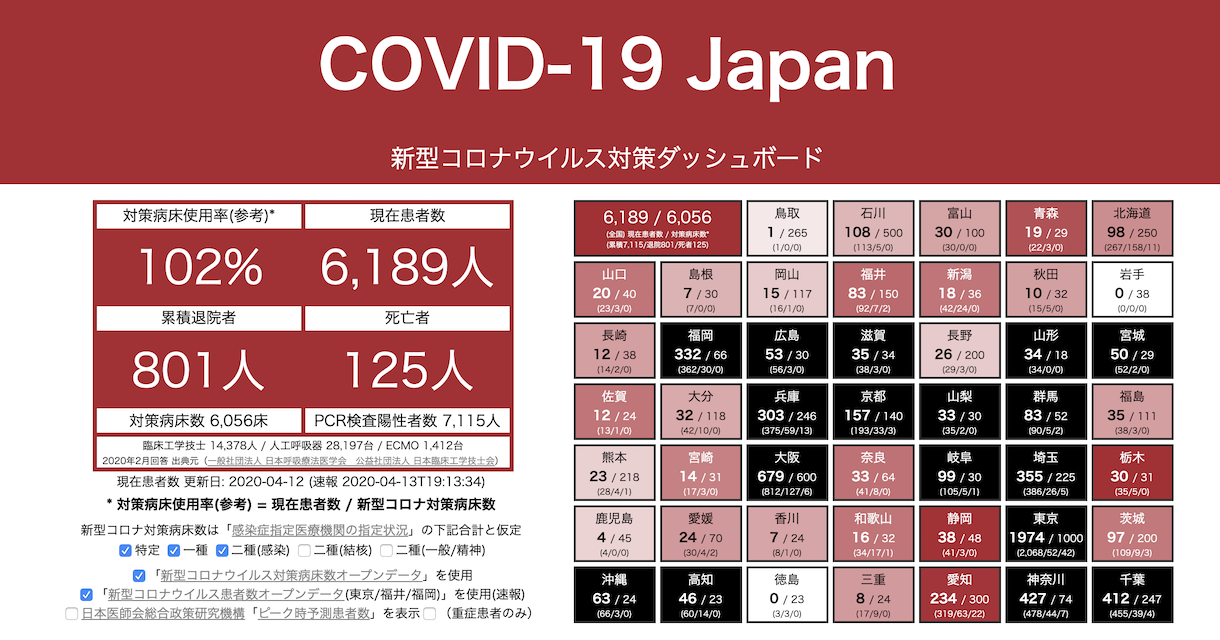 COVID-19 Japan
新型コロナウイルス対策ダッシュボード
対策病床使用率(参考)*
現在患者数
102%
6,189人
累積退院者
死亡者
801人
125人
対策病床数 6,056床
PCR検査陽性者数 7,115人
臨床工学技士 14,378人 / 人工呼吸器 28,197台 / ECMO 1,412台
2020年2月回答 出典元 (一般社団法人 日本呼吸療法医学会　公益社団法人 日本臨床工学技士会)
現在患者数 更新日: 2020-04-12 (速報 2020-04-13T19:13:34)
* 対策病床使用率(参考) = 現在患者数 / 新型コロナ対策病床数
新型コロナ対策病床数は「感染症指定医療機関の指定状況」の下記合計と仮定
特定 一種 二種(感染) 二種(結核) 二種(一般/精神)
「新型コロナウイルス対策病床数オープンデータ」を使用
「新型コロナウイルス患者数オープンデータ(東京/福井/福岡)」を使用(速報)
日本医師会総合政策研究機構「ピーク時予測患者数」を表示 (重症患者のみ)
6,189 / 6,056
(全国) 現在患者数 / 対策病床数*
(累積7,115/退院801/死者125)
鳥取
1 / 265
(1/0/0)
石川
108 / 500
(113/5/0)
富山
30 / 100
(30/0/0)
青森
19 / 29
(22/3/0)
北海道
98 / 250
(267/158/11)
山口
20 / 40
(23/3/0)
島根
7 / 30
(7/0/0)
岡山
15 / 117
(16/1/0)
福井
83 / 150
(92/7/2)
新潟
18 / 36
(42/24/0)
秋田
10 / 32
(15/5/0)
岩手
0 / 38
(0/0/0)
長崎
12 / 38
(14/2/0)
福岡
332 / 66
(362/30/0)
広島
53 / 30
(56/3/0)
滋賀
35 / 34
(38/3/0)
長野
26 / 200
(29/3/0)
山形
34 / 18
(34/0/0)
宮城
50 / 29
(52/2/0)
佐賀
12 / 24
(13/1/0)
大分
32 / 118
(42/10/0)
兵庫
303 / 246
(375/59/13)
京都
157 / 140
(193/33/3)
山梨
33 / 30
(35/2/0)
群馬
83 / 52
(90/5/2)
福島
35 / 111
(38/3/0)
熊本
23 / 218
(28/4/1)
宮崎
14 / 31
(17/3/0)
大阪
679 / 600
(812/127/6)
奈良
33 / 64
(41/8/0)
岐阜
99 / 30
(105/5/1)
埼玉
355 / 225
(386/26/5)
栃木
30 / 31
(35/5/0)
鹿児島
4 / 45
(4/0/0)
愛媛
24 / 70
(30/4/2)
香川
7 / 24
(8/1/0)
和歌山
16 / 32
(34/17/1)
静岡
38 / 48
(41/3/0)
東京
1974 / 1000
(2,068/52/42)
茨城
97 / 200
(109/9/3)
沖縄
63 / 24
(66/3/0)
高知
46 / 23
(60/14/0)
徳島
0 / 23
(3/3/0)
三重
8 / 24
(17/9/0)
愛知
234 / 300
(319/63/22)
神奈川
427 / 74
(478/44/7)
千葉
412 / 247
(455/39/4)